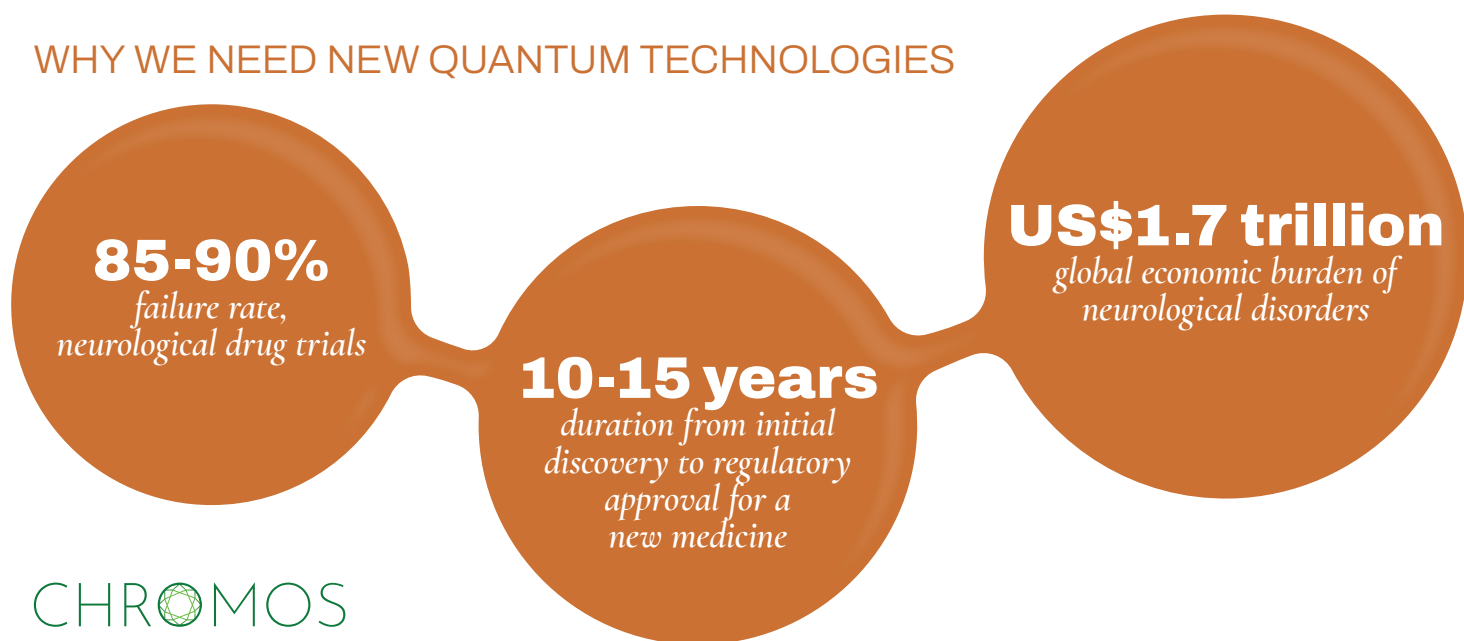 WHY WE NEED NEW QUANTUM TECHNOLOGIES
85-90%
failure rate,
neurological drug trials
10-15 years
duration from initial
discovery to regulatory
approval for a
new medicine
US$1.7 trillion
global economic burden of
neurological disorders
CHROMOS